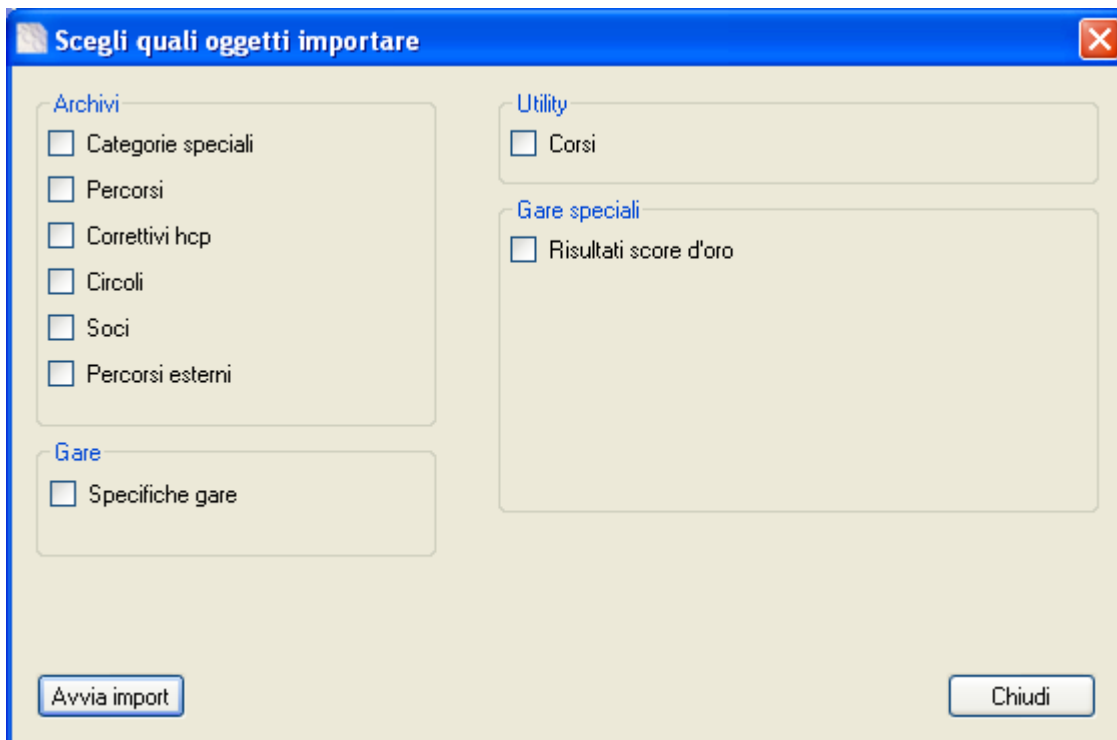 Scegli quali oggetti importare
Archivi
Categorie speciali
Percorsi
Correttivi hcp
Circoli
Soci
Percorsi esterni
Gare
Specifiche gare
Utility
Corsi
Gare speciali
Risultati score d'oro
Avvia import
Chiudi